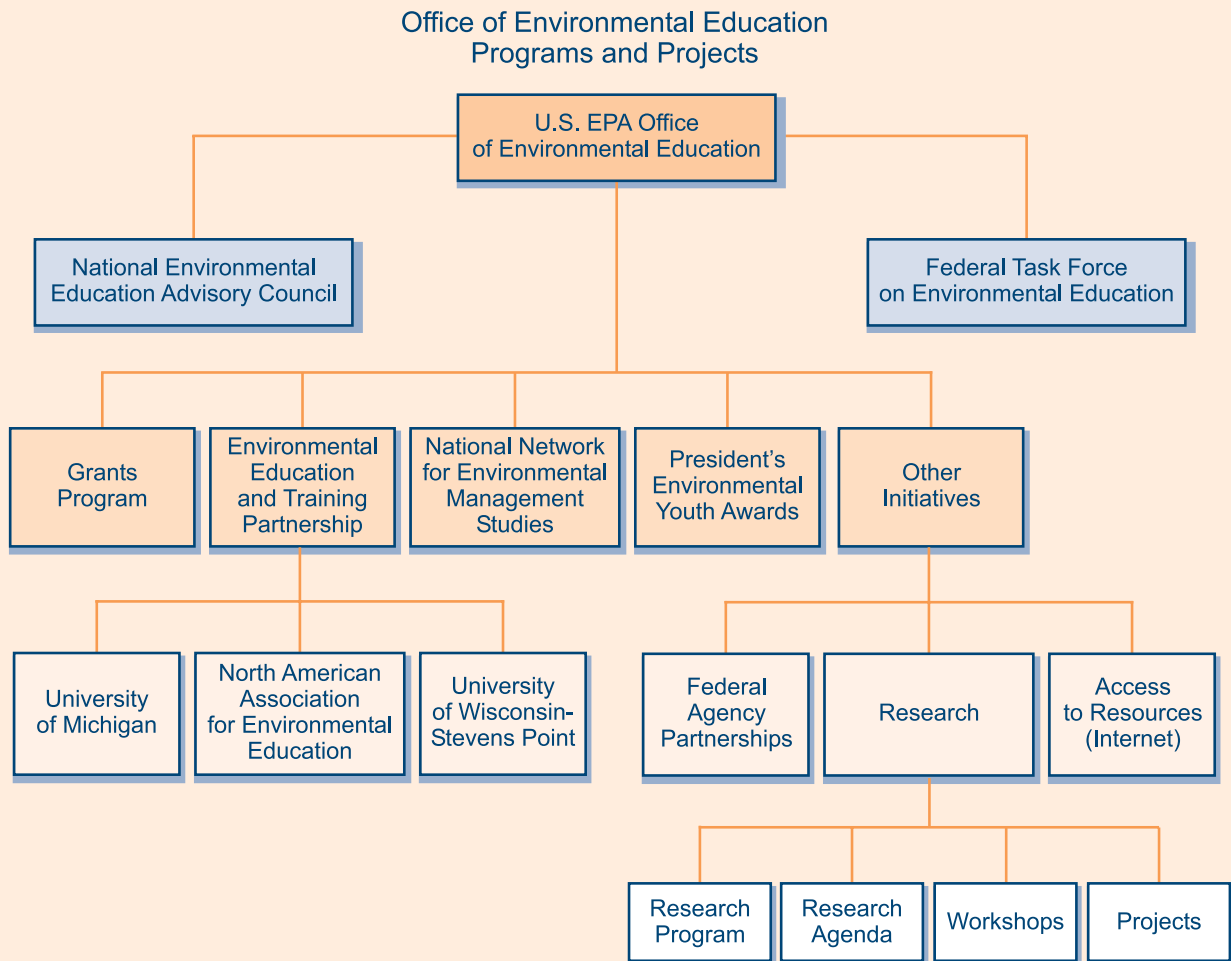 Office of Environmental Education
Programs and Projects
U.S. EPA Office
of Environmental Education
National Environmental
Education Advisory Council
Federal Task Force
on Environmental Education
Grants
Program
Environmental
Education
and Training
Partnership
National Network
for Environmental
Management
Studies
President's
Environmental
Youth Awards
Other
Initiatives
University
of Michigan
North American
Association
for Environmental
Education
University
of Wisconsin-
Stevens Point
Federal
Agency
Partnerships
Research
Access
to Resources
(Internet)
Research
Program
Research
Agenda
Workshops
Projects